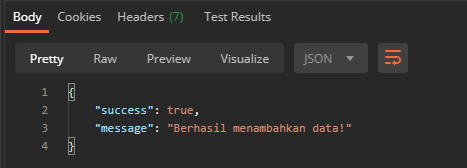 Body Cookies Headers (7) Test Results
Pretty Raw Preview Visualize JSON
1 {
2 "success": true,
3 "message": "Berhasil menambahkan data!"
4 }